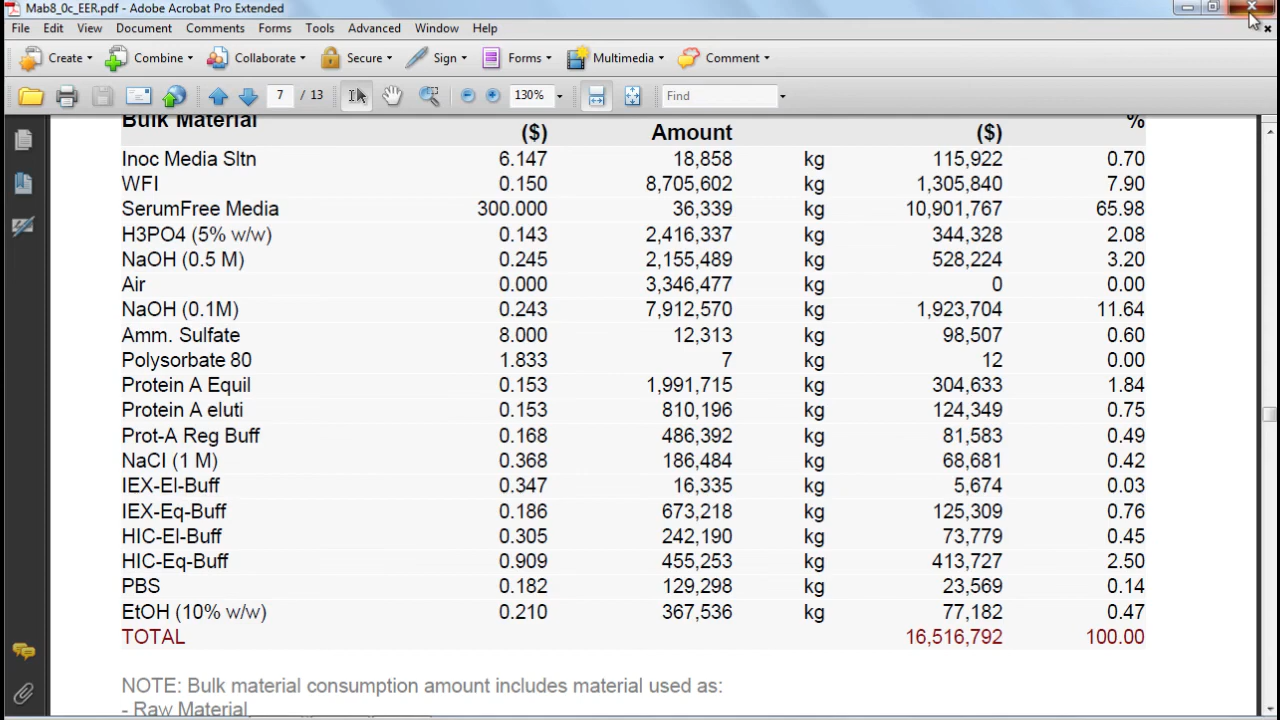 Mab8_0c_EER.pdf - Adobe Acrobat Pro Extended
File Edit View Document Comments Forms Tools Advanced Window Help
Create Combine Collaborate Secure Sign Forms Multimedia Comment
7 / 13 130% Find
Bulk Material ($) Amount ($) %
Inoc Media Sltn 6.147 18,858 kg 115,922 0.70
WFI 0.150 8,705,602 kg 1,305,840 7.90
SerumFree Media 300.000 36,339 kg 10,901,767 65.98
H3PO4 (5% w/w) 0.143 2,416,337 kg 344,328 2.08
NaOH (0.5 M) 0.245 2,155,489 kg 528,224 3.20
Air 0.000 3,346,477 kg 0 0.00
NaOH (0.1M) 0.243 7,912,570 kg 1,923,704 11.64
Amm. Sulfate 8.000 12,313 kg 98,507 0.60
Polysorbate 80 1.833 7 kg 12 0.00
Protein A Equil 0.153 1,991,715 kg 304,633 1.84
Protein A eluti 0.153 810,196 kg 124,349 0.75
Prot-A Reg Buff 0.168 486,392 kg 81,583 0.49
NaCl (1 M) 0.368 186,484 kg 68,681 0.42
IEX-El-Buff 0.347 16,335 kg 5,674 0.03
IEX-Eq-Buff 0.186 673,218 kg 125,309 0.76
HIC-El-Buff 0.305 242,190 kg 73,779 0.45
HIC-Eq-Buff 0.909 455,253 kg 413,727 2.50
PBS 0.182 129,298 kg 23,569 0.14
EtOH (10% w/w) 0.210 367,536 kg 77,182 0.47
TOTAL 16,516,792 100.00
NOTE: Bulk material consumption amount includes material used as:
- Raw Material